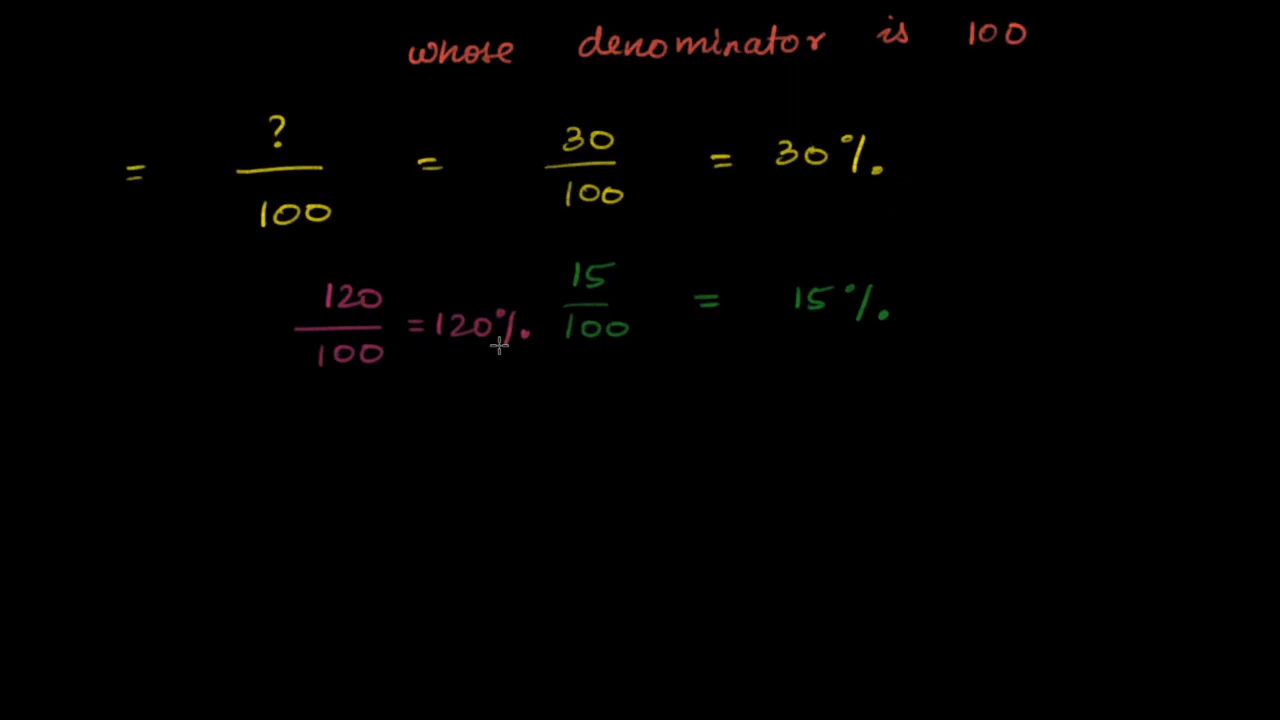 whose denominator is 100
= ?/100 = 30/100 = 30%
120/100 = 120% 15/100 = 15%